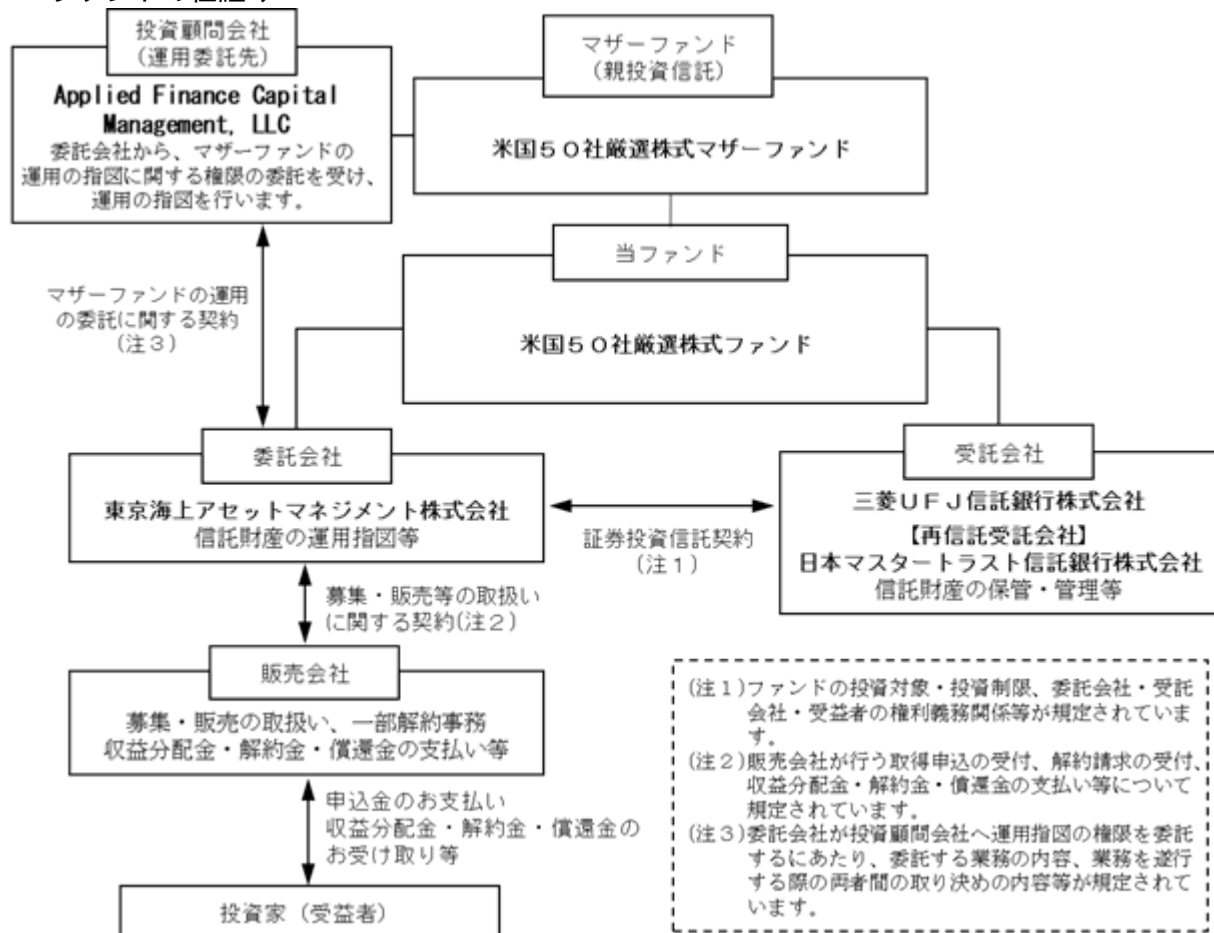 投資顧問会社
(運用委託先)
Applied Finance Capital
Management, LLC
委託会社から、マザーファンドの
運用の指図に関する権限の委託を受け、
運用の指図を行います。
マザーファンド
(親投資信託)
米国50社厳選株式マザーファンド
当ファンド
米国50社厳選株式ファンド
マザーファンドの運用
の委託に関する契約
(注3)
委託会社
東京海上アセットマネジメント株式会社
信託財産の運用指図等
証券投資信託契約
(注1)
受託会社
三菱UFJ信託銀行株式会社
【再信託受託会社】
日本マスタートラスト信託銀行株式会社
信託財産の保管・管理等
募集・販売等の取扱い
に関する契約(注2)
販売会社
募集・販売の取扱い、一部解約事務
収益分配金・解約金・償還金の支払い等
申込金のお支払い
収益分配金・解約金・償還金の
お受け取り等
投資家(受益者)
(注1)ファンドの投資対象・投資制限、委託会社・受託
会社・受益者の権利義務関係等が規定されていま
す。
(注2)販売会社が行う取得申込の受付、解約請求の受付、
収益分配金・解約金・償還金の支払い等について
規定されています。
(注3)委託会社が投資顧問会社へ運用指図の権限を委託
するにあたり、委託する業務の内容、業務を遂行
する際の両者間の取り決めの内容等が規定されて
います。